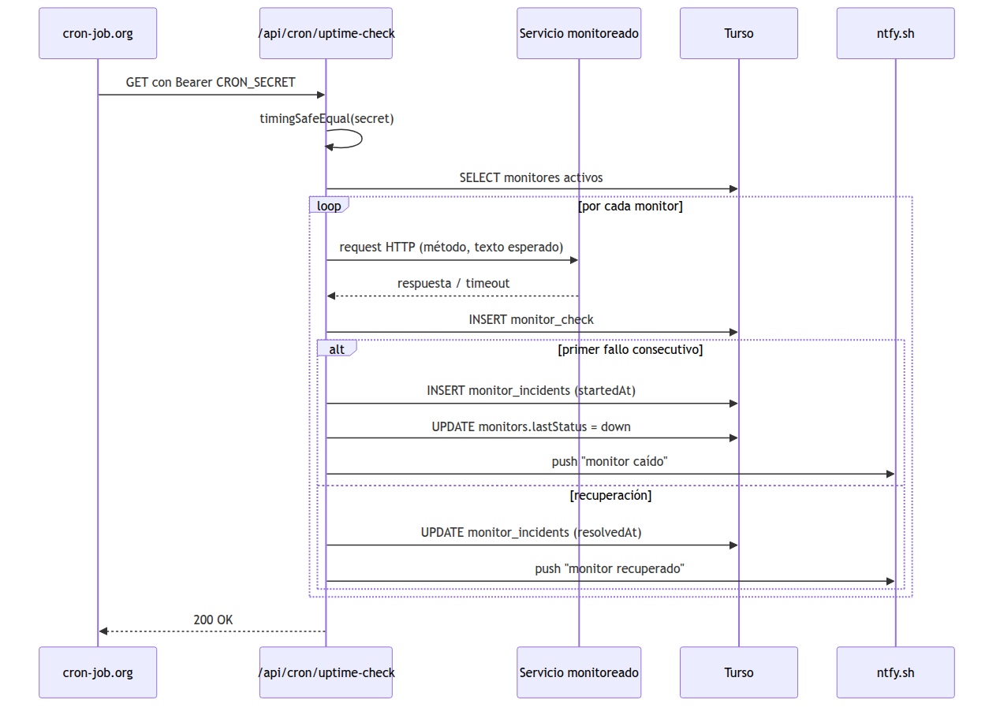 cron-job.org
/api/cron/uptime-check
Servicio monitoreado
Turso
ntfy.sh
GET con Bearer CRON_SECRET
timingSafeEqual(secret)
SELECT monitores activos
loop
[por cada monitor]
request HTTP (método, texto esperado)
respuesta / timeout
INSERT monitor_check
alt
[primer fallo consecutivo]
INSERT monitor_incidents (startedAt)
UPDATE monitors.lastStatus = down
push "monitor caído"
[recuperación]
UPDATE monitor_incidents (resolvedAt)
push "monitor recuperado"
200 OK
cron-job.org
/api/cron/uptime-check
Servicio monitoreado
Turso
ntfy.sh